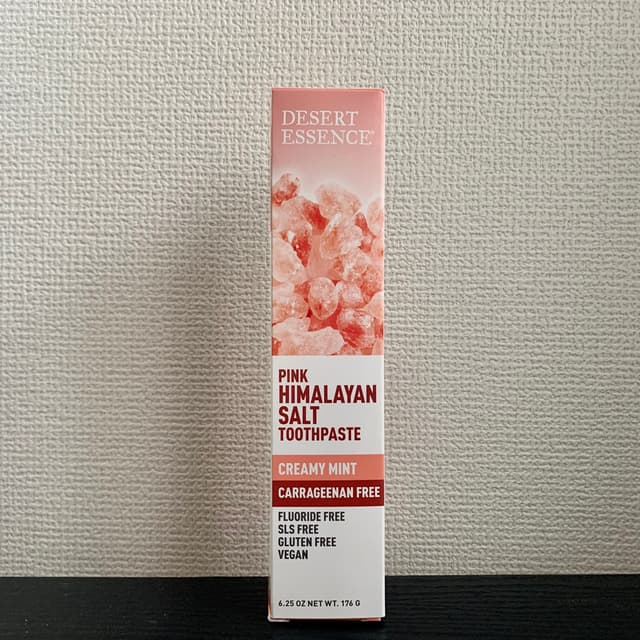 DESERT
ESSENCE®
PINK
HIMALAYAN
SALT
TOOTHPASTE
CREAMY MINT
CARRAGEENAN FREE
FLUORIDE FREE
SLS FREE
GLUTEN FREE
VEGAN
6.25 OZ NET WT. 176 G